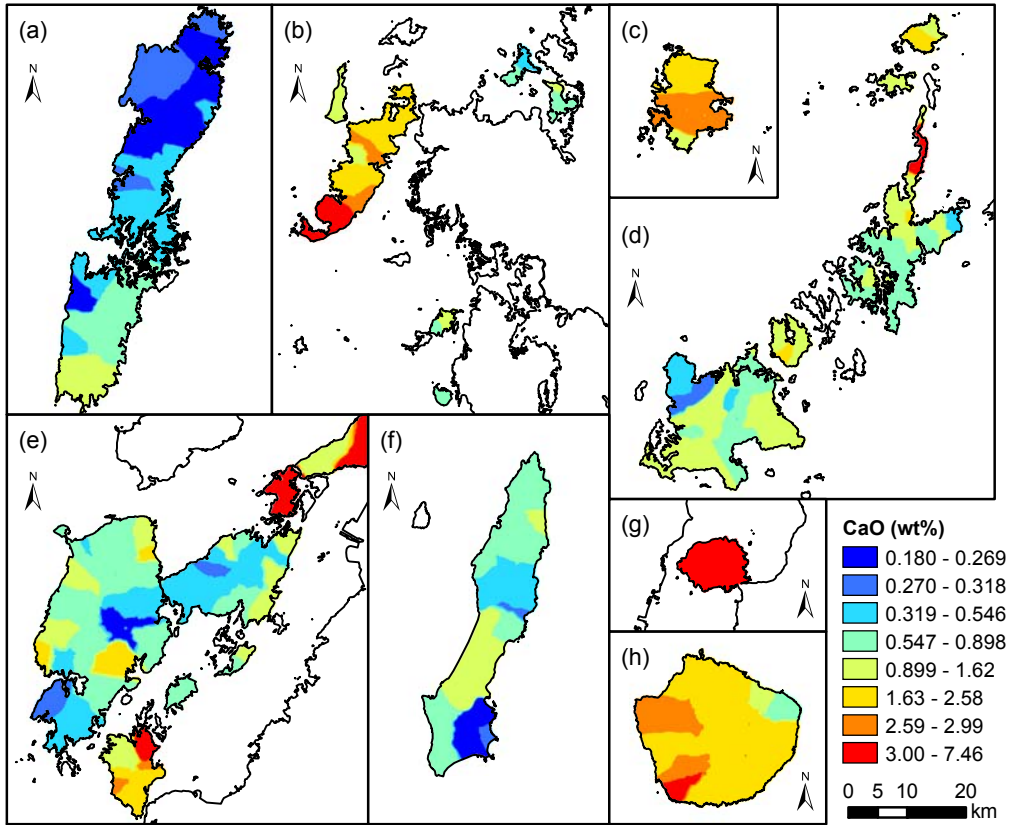 (a)
N
(b)
N
(c)
N
(d)
N
(e)
N
(f)
N
(g)
N
(h)
N
CaO (wt%)
0.180 - 0.269
0.270 - 0.318
0.319 - 0.546
0.547 - 0.898
0.899 - 1.62
1.63 - 2.58
2.59 - 2.99
3.00 - 7.46
0 10 20
km